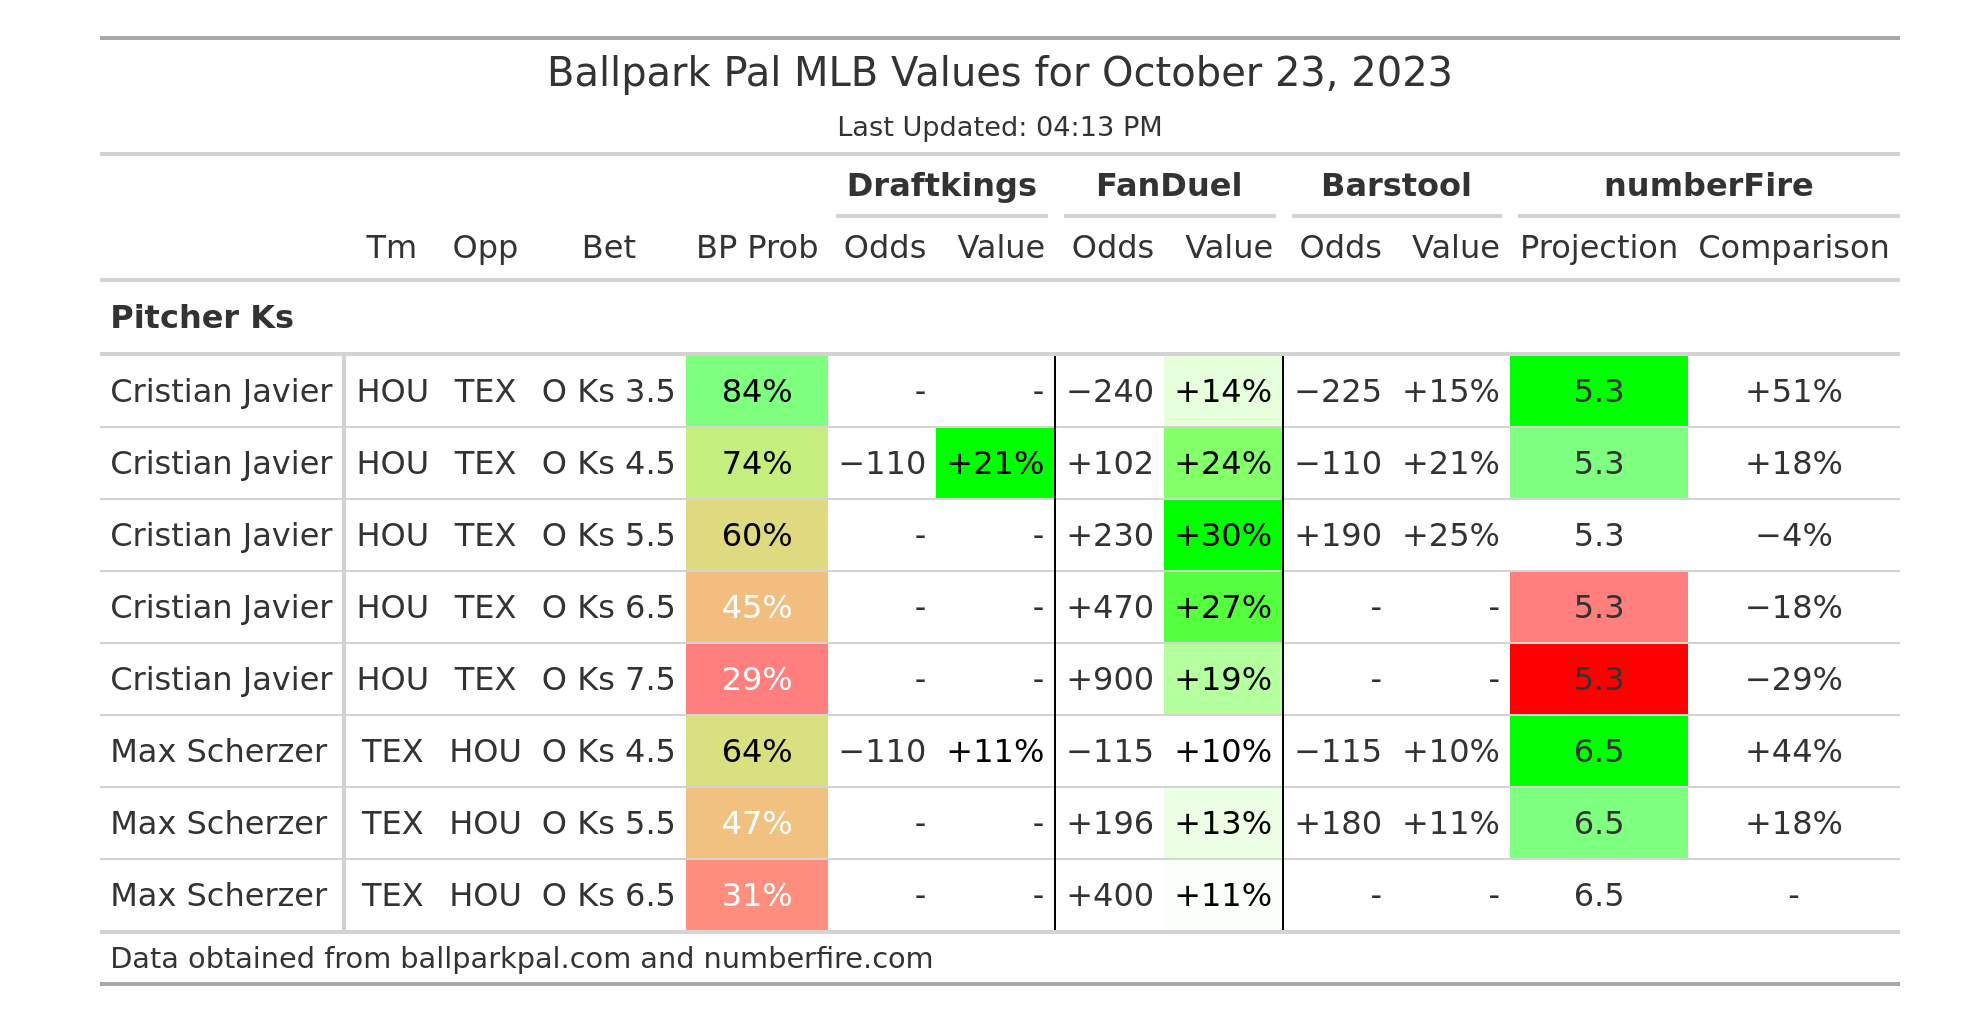 Ballpark Pal MLB Values for October 23, 2023
Last Updated: 04:13 PM
Draftkings FanDuel Barstool numberFire
Tm Opp Bet BP Prob Odds Value Odds Value Odds Value Projection Comparison
Pitcher Ks
Cristian Javier HOU TEX O Ks 3.5 84% - - −240 +14% −225 +15% 5.3 +51%
Cristian Javier HOU TEX O Ks 4.5 74% −110 +21% +102 +24% −110 +21% 5.3 +18%
Cristian Javier HOU TEX O Ks 5.5 60% - - +230 +30% +190 +25% 5.3 −4%
Cristian Javier HOU TEX O Ks 6.5 45% - - +470 +27% - - 5.3 −18%
Cristian Javier HOU TEX O Ks 7.5 29% - - +900 +19% - - 5.3 −29%
Max Scherzer TEX HOU O Ks 4.5 64% −110 +11% −115 +10% −115 +10% 6.5 +44%
Max Scherzer TEX HOU O Ks 5.5 47% - - +196 +13% +180 +11% 6.5 +18%
Max Scherzer TEX HOU O Ks 6.5 31% - - +400 +11% - - 6.5 -
Data obtained from ballparkpal.com and numberfire.com